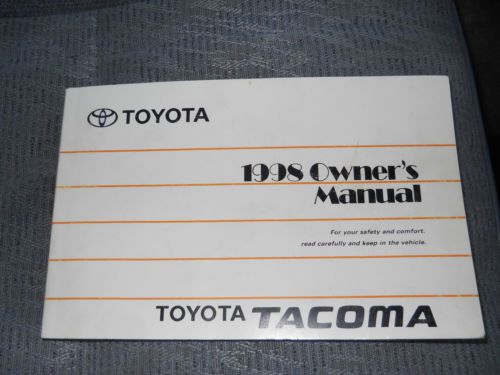 TOYOTA
1998 Owner's
Manual
For your safety and comfort,
read carefully and keep in the vehicle.
TOYOTA TACOMA